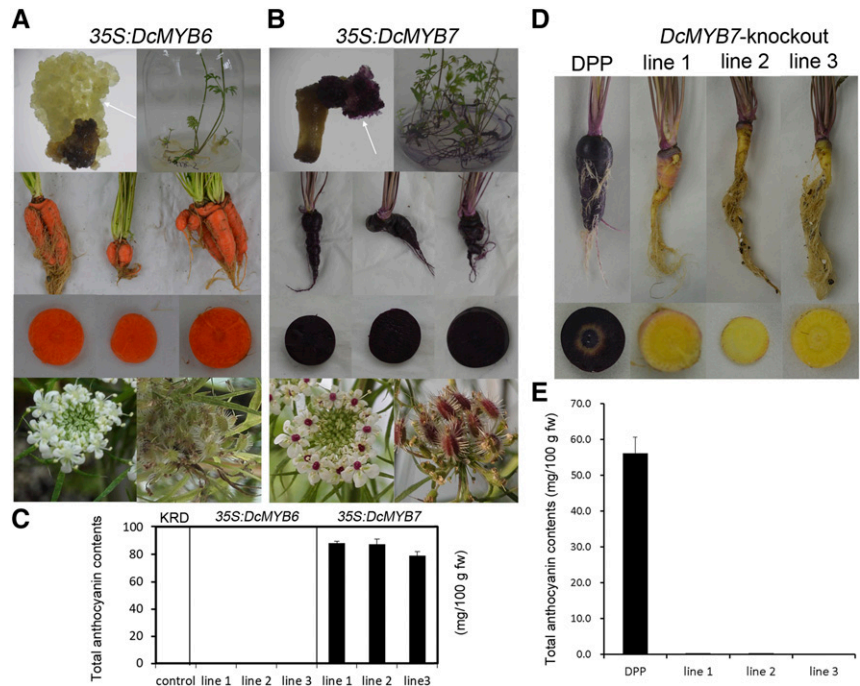 A
35S:DcMYB6
B
35S:DcMYB7
C
Total anthocyanin contents
(mg/100 g fw)
100
80
60
40
20
0
KRD
35S:DcMYB6
35S:DcMYB7
control
line 1
line 2
line 3
line 1
line 2
line3
D
DcMYB7-knockout
DPP
line 1
line 2
line 3
E
Total anthocyanin contents (mg/100 g fw)
60.0
50.0
40.0
30.0
20.0
10.0
0.0
DPP
line 1
line 2
line 3